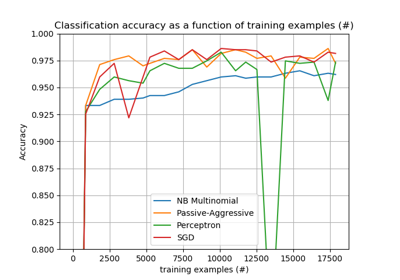 Classification accuracy as a function of training examples (#)
1.000
0.975
0.950
0.925
0.900
0.875
0.850
0.825
0.800
Accuracy
NB Multinomial
Passive-Aggressive
Perceptron
SGD
0 2500 5000 7500 10000 12500 15000 17500
training examples (#)